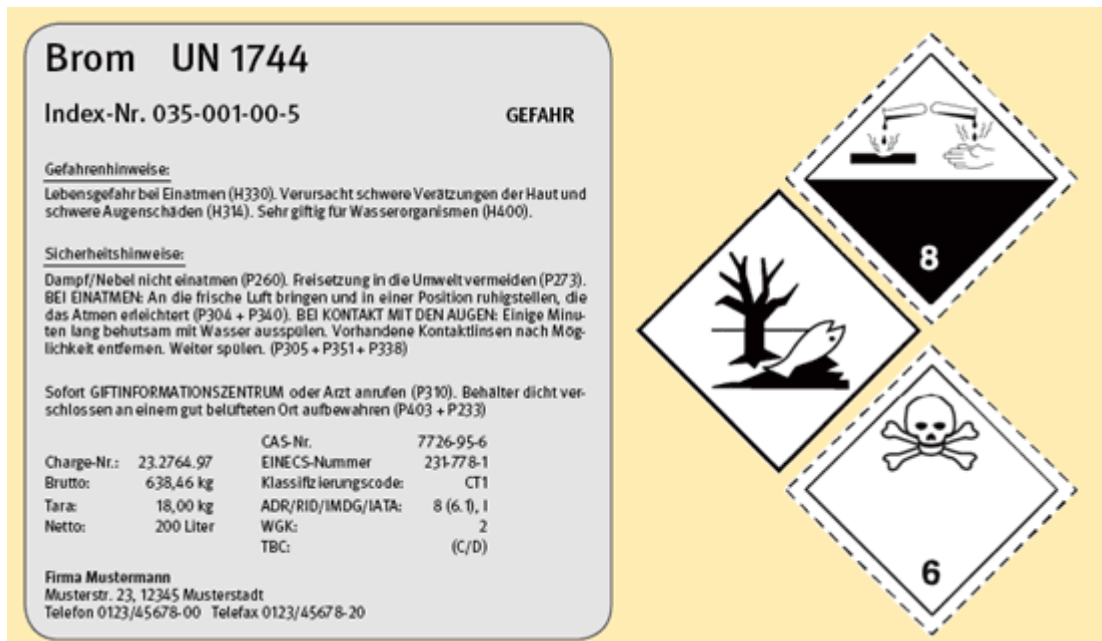 Brom UN 1744
Index-Nr. 035-001-00-5 GEFAHR
Gefahrenhinweise:
Lebensgefahr bei Einatmen (H330). Verursacht schwere Verätzungen der Haut und
schwere Augenschäden (H314). Sehr giftig für Wasserorganismen (H400).
Sicherheitshinweise:
Dampf/Nebel nicht einatmen (P260). Freisetzung in die Umwelt vermeiden (P273).
BEI EINATMEN: An die frische Luft bringen und in einer Position ruhigstellen, die
das Atmen erleichtert (P304 + P340). BEI KONTAKT MIT DEN AUGEN: Einige Minu-
ten lang behutsam mit Wasser ausspülen. Vorhandene Kontaktlinsen nach Mög-
lichkeit entfernen. Weiter spülen. (P305 + P351 + P338)
Sofort GIFTINFORMATIONSZENTRUM oder Arzt anrufen (P310). Behälter dicht ver-
schlossen an einem gut belüfteten Ort aufbewahren (P403 + P233)
CAS-Nr. 7726-95-6
Charge-Nr.: 23.2764.97 EINECS-Nummer 231-778-1
Brutto: 638,46 kg Klassifizierungscode: CT1
Tara: 18,00 kg ADR/RID/IMDG/IATA: 8 (6.1), I
Netto: 200 Liter WGK: 2
TBC: (C/D)
Firma Mustermann
Musterstr. 23, 12345 Musterstadt
Telefon 0123/45678-00 Telefax 0123/45678-20
8
6